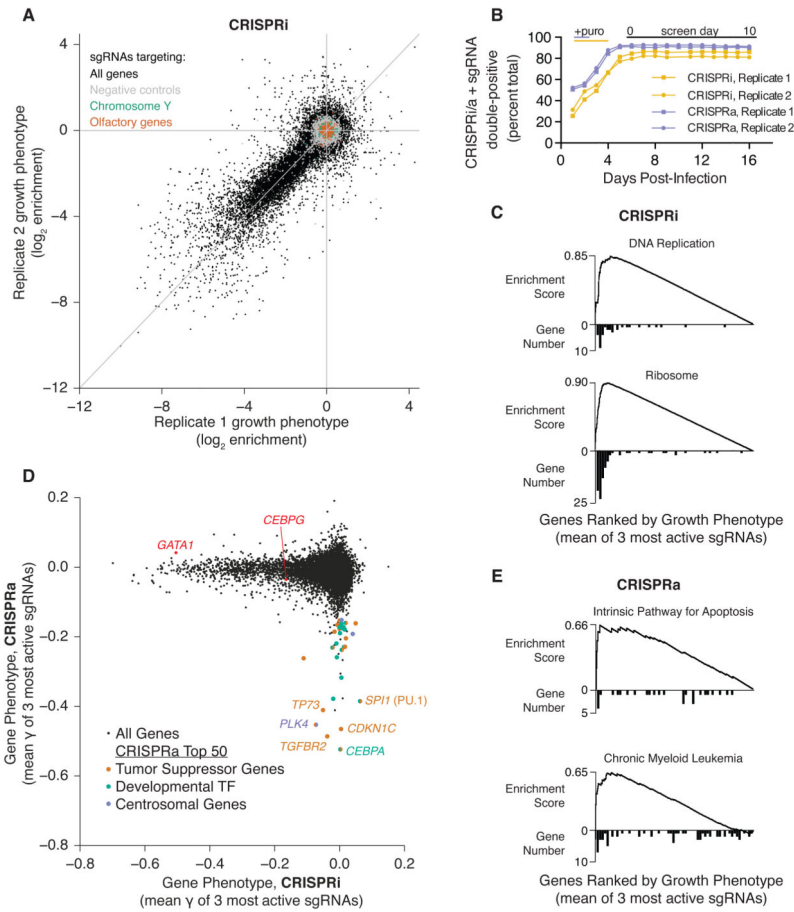 A
CRISPRi
sgRNAs targeting:
All genes
Negative controls
Chromosome Y
Olfactory genes
4
0
−4
−8
−12
Replicate 2 growth phenotype
(log2 enrichment)
−12
−8
−4
0
4
Replicate 1 growth phenotype
(log2 enrichment)
B
+puro
0
screen day
10
100
80
60
40
20
0
CRISPRi/a + sgRNA
double-positive
(percent total)
CRISPRi, Replicate 1
CRISPRi, Replicate 2
CRISPRa, Replicate 1
CRISPRa, Replicate 2
0
4
8
12
16
Days Post-Infection
C
CRISPRi
DNA Replication
0.85
Enrichment
Score
0
Gene
Number
10
Ribosome
0.90
Enrichment
Score
0
Gene
Number
25
Genes Ranked by Growth Phenotype
(mean of 3 most active sgRNAs)
D
0.2
0.0
−0.2
−0.4
−0.6
−0.8
Gene Phenotype, CRISPRa
(mean γ of 3 most active sgRNAs)
GATA1
CEBPG
TP73
SPI1 (PU.1)
PLK4
CDKN1C
TGFBR2
CEBPA
All Genes
CRISPRa Top 50
Tumor Suppressor Genes
Developmental TF
Centrosomal Genes
−0.8
−0.6
−0.4
−0.2
0.0
0.2
Gene Phenotype, CRISPRi
(mean γ of 3 most active sgRNAs)
E
CRISPRa
Intrinsic Pathway for Apoptosis
0.66
Enrichment
Score
0
Gene
Number
5
Chronic Myeloid Leukemia
0.65
Enrichment
Score
0
Gene
Number
10
Genes Ranked by Growth Phenotype
(mean of 3 most active sgRNAs)